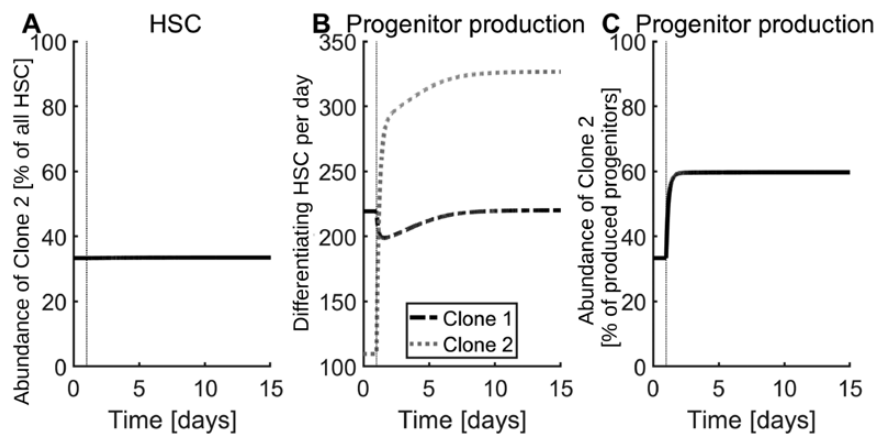 A
HSC
Abundance of Clone 2 [% of all HSC]
100
80
60
40
20
0
0
5
10
15
Time [days]
B
Progenitor production
Differentiating HSC per day
350
300
250
200
150
100
Clone 1
Clone 2
0
5
10
15
Time [days]
C
Progenitor production
Abundance of Clone 2
[% of produced progenitors]
100
80
60
40
20
0
0
5
10
15
Time [days]